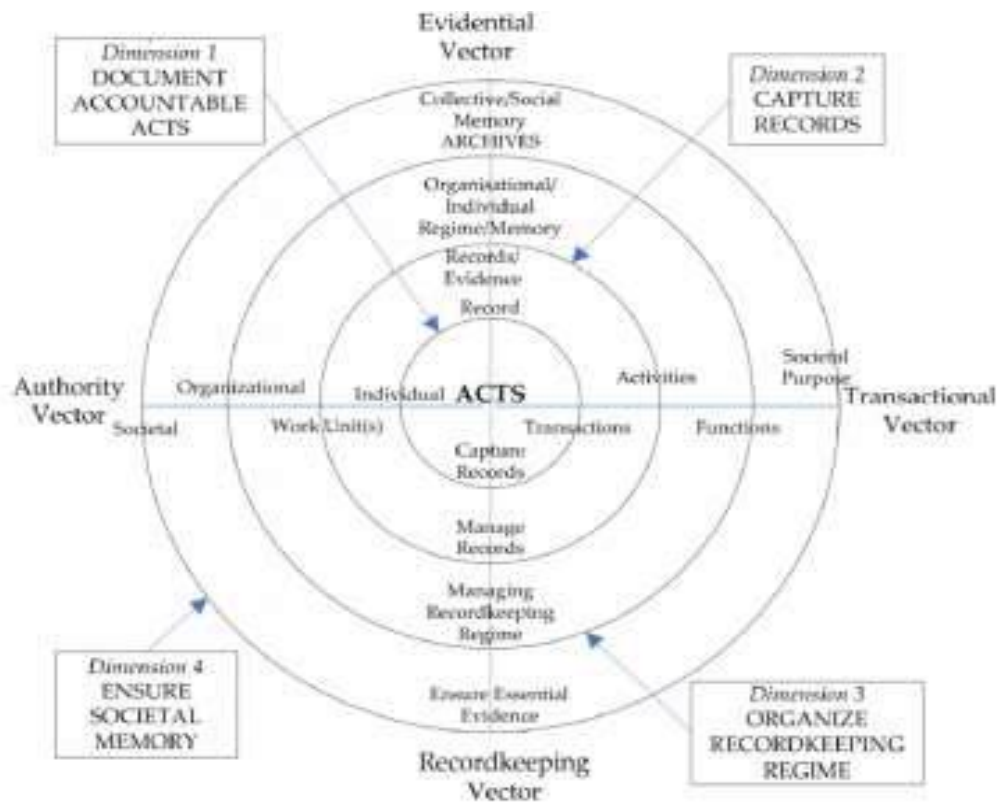 Evidential
Vector
Dimension 1
DOCUMENT
ACCOUNTABLE
ACTS
Dimension 2
CAPTURE
RECORDS
Collective/Social
Memory
ARCHIVES
Organisational/
Individual
Regime/Memory
Records/
Evidence
Record
Authority
Vector
Societal
Organizational
Work Unit(s)
Individual
ACTS
Transactions
Activities
Functions
Societal
Purpose
Transactional
Vector
Capture
Records
Manage
Records
Managing
Recordkeeping
Regime
Ensure Essential
Evidence
Dimension 4
ENSURE
SOCIETAL
MEMORY
Dimension 3
ORGANIZE
RECORDKEEPING
REGIME
Recordkeeping
Vector